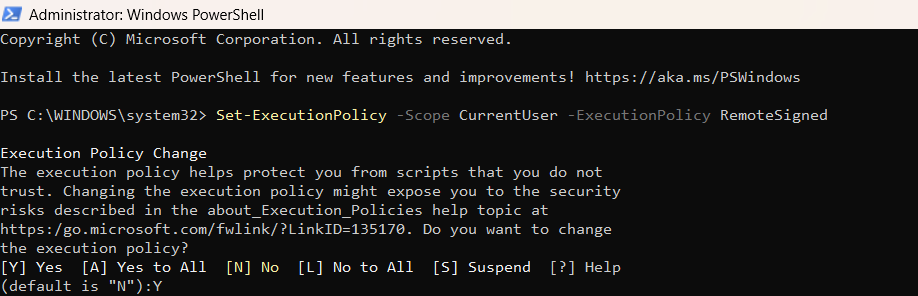 Administrator: Windows PowerShell
Copyright (C) Microsoft Corporation. All rights reserved.
Install the latest PowerShell for new features and improvements! https://aka.ms/PSWindows
PS C:\WINDOWS\system32> Set-ExecutionPolicy -Scope CurrentUser -ExecutionPolicy RemoteSigned
Execution Policy Change
The execution policy helps protect you from scripts that you do not
trust. Changing the execution policy might expose you to the security
risks described in the about_Execution_Policies help topic at
https:/go.microsoft.com/fwlink/?LinkID=135170. Do you want to change
the execution policy?
[Y] Yes  [A] Yes to All  [N] No  [L] No to All  [S] Suspend  [?] Help
(default is "N"):Y